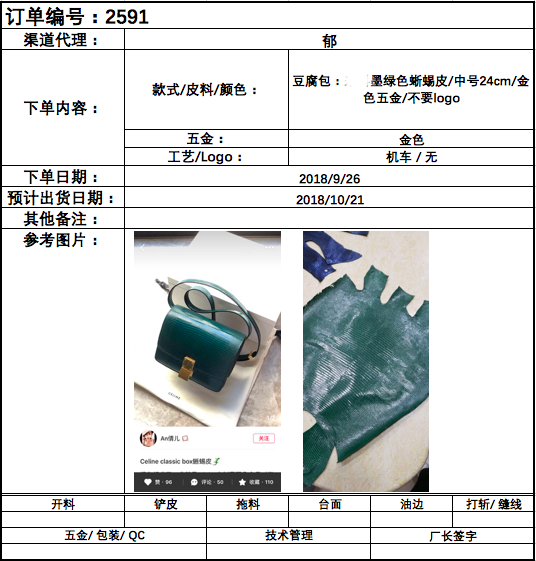 订单编号：2591
渠道代理：
郁
下单内容：
款式/皮料/颜色：
豆腐包： 墨绿色蜥蜴皮/中号24cm/金
色五金/不要logo
五金：
金色
工艺/Logo：
机车 / 无
下单日期：
2018/9/26
预计出货日期：
2018/10/21
其他备注：
参考图片：
CELINE
1/2
An倩儿
关注
Celine classic box蜥蜴皮
赞 · 96
评论 · 50
收藏 · 110
开料
铲皮
拖料
台面
油边
打斩/ 缝线
五金/ 包装/ QC
技术管理
厂长签字